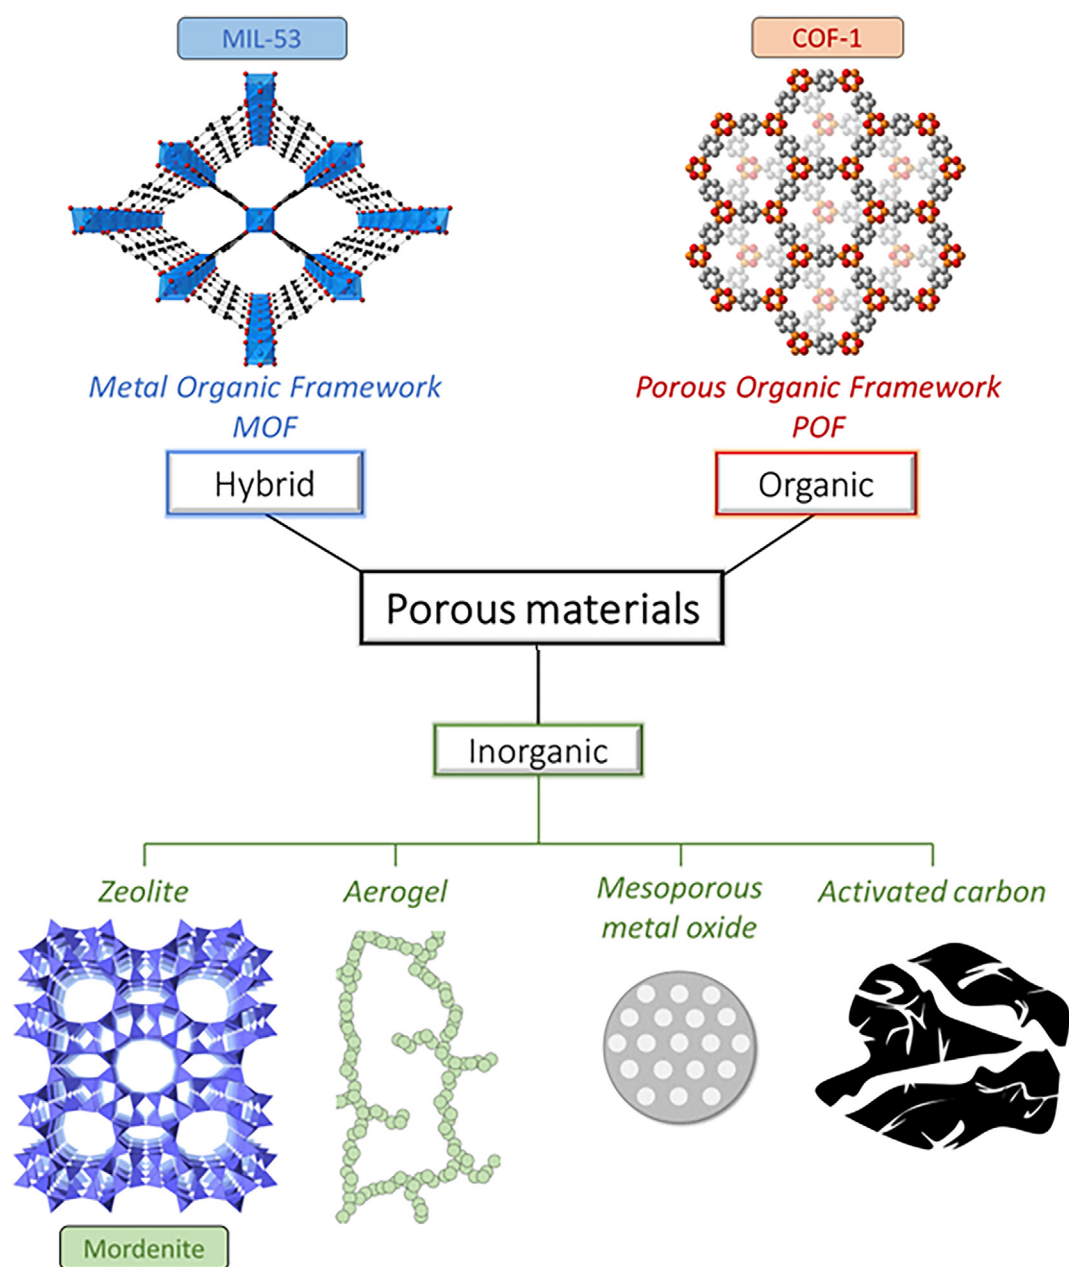 MIL-53
COF-1
Metal Organic Framework
MOF
Porous Organic Framework
POF
Hybrid
Organic
Porous materials
Inorganic
Zeolite
Aerogel
Mesoporous
metal oxide
Activated carbon
Mordenite